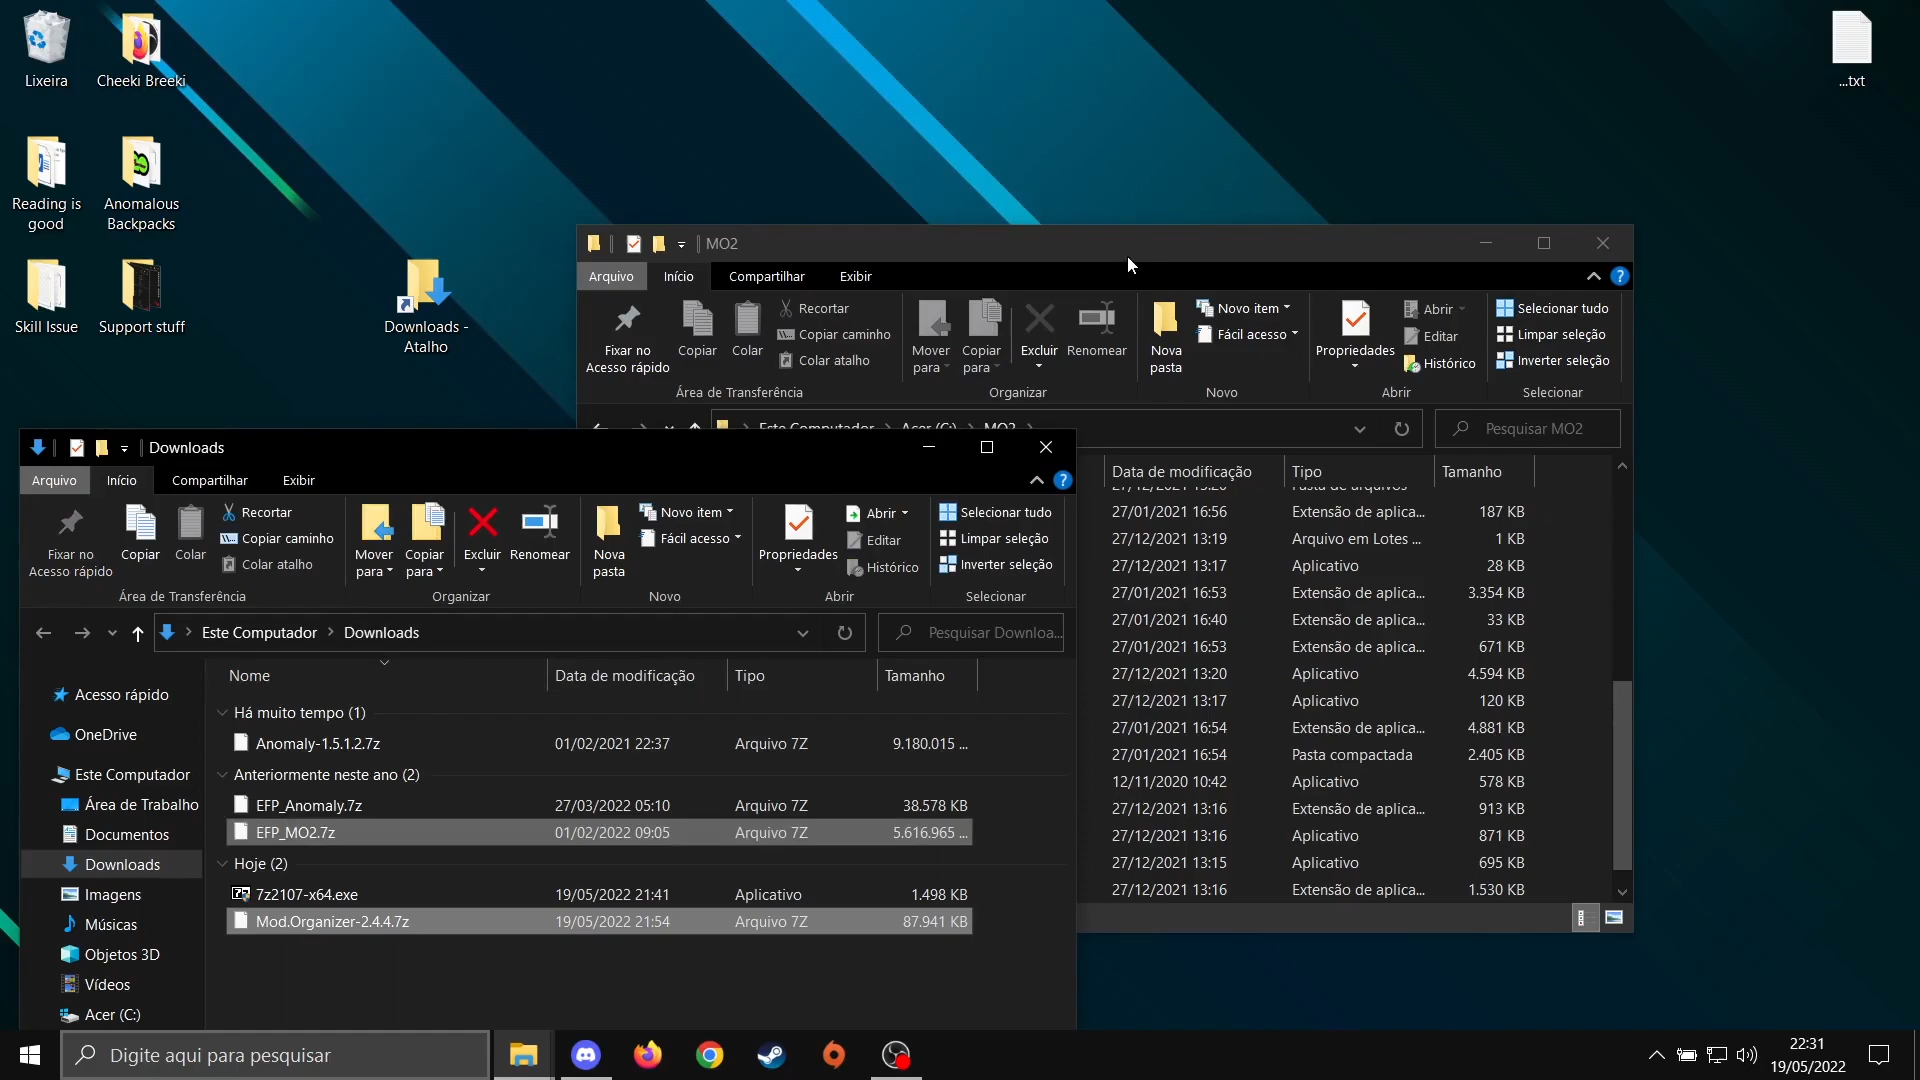 Lixeira
Cheeki Breeki
...txt
Reading is
good
Anomalous
Backpacks
Skill Issue
Support stuff
Downloads -
Atalho
MO2
Arquivo
Início
Compartilhar
Exibir
?
Fixar no
Acesso rápido
Copiar
Colar
Recortar
Copiar caminho
Colar atalho
Área de Transferência
Mover
para
Copiar
para
Excluir
Renomear
Organizar
Nova
pasta
Novo item
Fácil acesso
Novo
Propriedades
Abrir
Editar
Histórico
Abrir
Selecionar tudo
Limpar seleção
Inverter seleção
Selecionar
Este Computador > Acer (C:) > MO2 >
Pesquisar MO2
Data de modificação Tipo Tamanho
27/12/2021 13:20 Pasta de arquivos
27/01/2021 16:56 Extensão de aplica... 187 KB
27/12/2021 13:19 Arquivo em Lotes ... 1 KB
27/12/2021 13:17 Aplicativo 28 KB
27/01/2021 16:53 Extensão de aplica... 3.354 KB
27/01/2021 16:40 Extensão de aplica... 33 KB
27/01/2021 16:53 Extensão de aplica... 671 KB
27/12/2021 13:20 Aplicativo 4.594 KB
27/12/2021 13:17 Aplicativo 120 KB
27/01/2021 16:54 Extensão de aplica... 4.881 KB
27/01/2021 16:54 Pasta compactada 2.405 KB
12/11/2020 10:42 Aplicativo 578 KB
27/12/2021 13:16 Extensão de aplica... 913 KB
27/12/2021 13:16 Aplicativo 871 KB
27/12/2021 13:15 Aplicativo 695 KB
27/12/2021 13:16 Extensão de aplica... 1.530 KB
Downloads
Arquivo
Início
Compartilhar
Exibir
?
Fixar no
Acesso rápido
Copiar
Colar
Recortar
Copiar caminho
Colar atalho
Área de Transferência
Mover
para
Copiar
para
Excluir
Renomear
Organizar
Nova
pasta
Novo item
Fácil acesso
Novo
Propriedades
Abrir
Editar
Histórico
Abrir
Selecionar tudo
Limpar seleção
Inverter seleção
Selecionar
Este Computador > Downloads
Pesquisar Downloa...
Acesso rápido
OneDrive
Este Computador
Área de Trabalho
Documentos
Downloads
Imagens
Músicas
Objetos 3D
Vídeos
Acer (C:)
Nome Data de modificação Tipo Tamanho
Há muito tempo (1)
Anomaly-1.5.1.2.7z 01/02/2021 22:37 Arquivo 7Z 9.180.015 ...
Anteriormente neste ano (2)
EFP_Anomaly.7z 27/03/2022 05:10 Arquivo 7Z 38.578 KB
EFP_MO2.7z 01/02/2022 09:05 Arquivo 7Z 5.616.965 ...
Hoje (2)
7z2107-x64.exe 19/05/2022 21:41 Aplicativo 1.498 KB
Mod.Organizer-2.4.4.7z 19/05/2022 21:54 Arquivo 7Z 87.941 KB
Digite aqui para pesquisar
22:31
19/05/2022